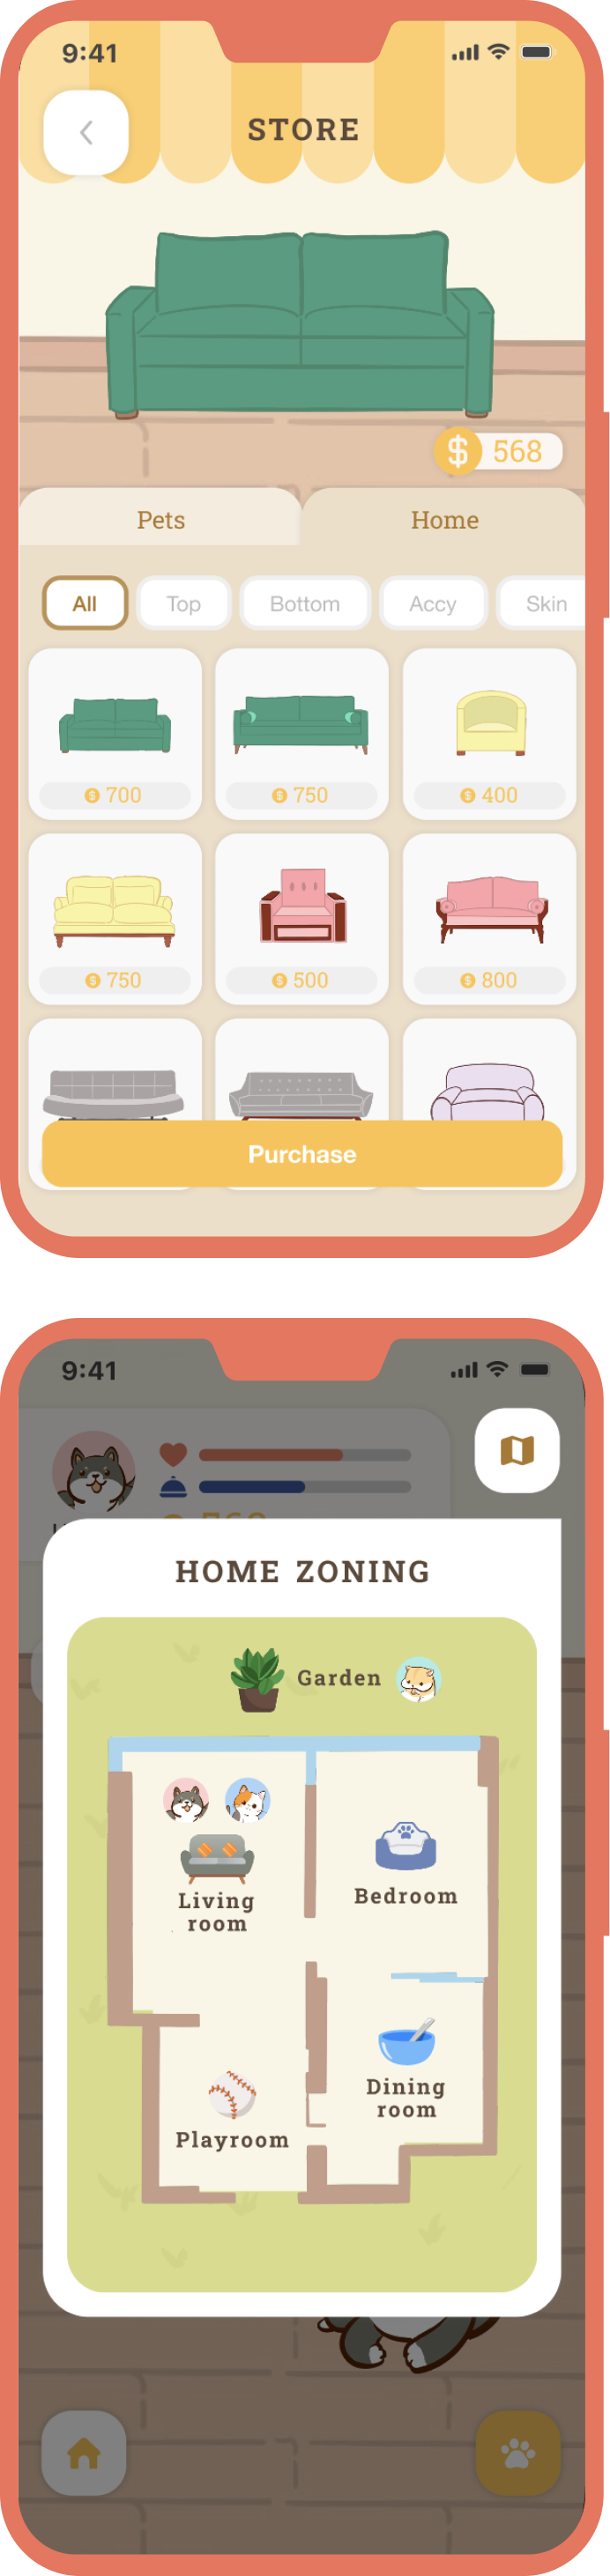 9:41
STORE
$ 568
Pets
Home
All
Top
Bottom
Accy
Skin
$ 700
$ 750
$ 400
$ 750
$ 500
$ 800
Purchase
9:41
HOME ZONING
Garden
Living
room
Bedroom
Dining
room
Playroom